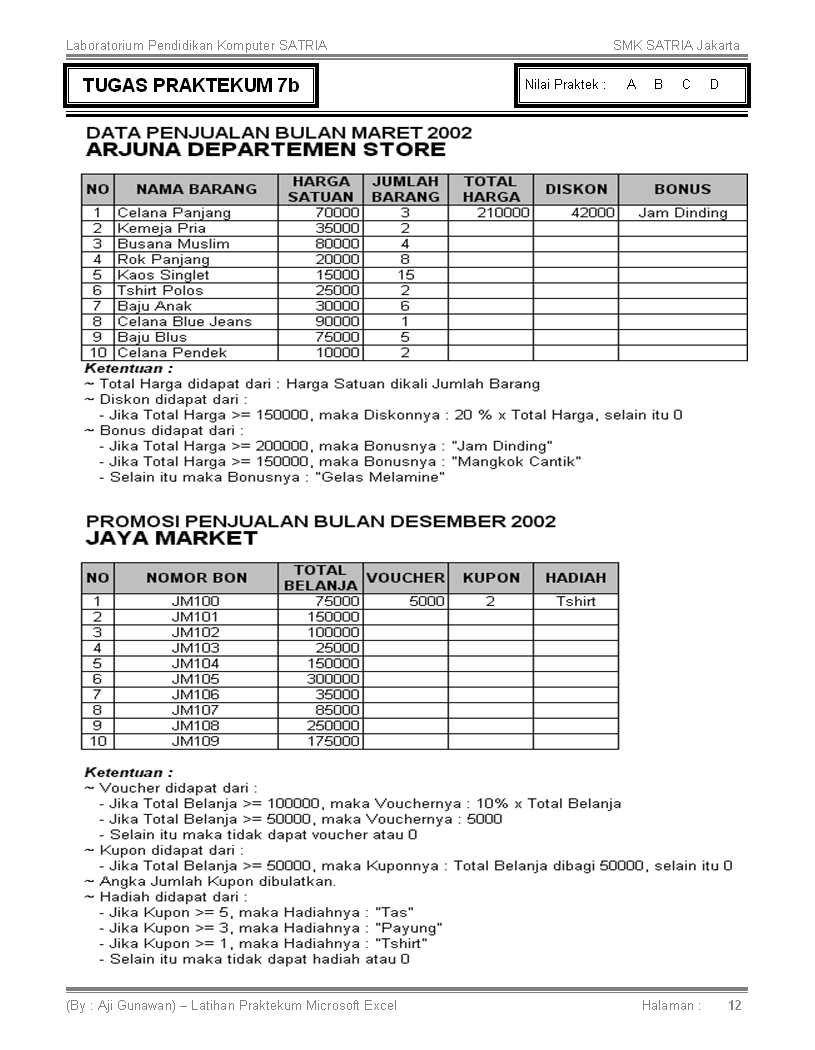 Laboratorium Pendidikan Komputer SATRIA SMK SATRIA Jakarta
TUGAS PRAKTEKUM 7b Nilai Praktek : A B C D
DATA PENJUALAN BULAN MARET 2002
ARJUNA DEPARTEMEN STORE
NO NAMA BARANG HARGA SATUAN JUMLAH BARANG TOTAL HARGA DISKON BONUS
1 Celana Panjang 70000 3 210000 42000 Jam Dinding
2 Kemeja Pria 35000 2
3 Busana Muslim 80000 4
4 Rok Panjang 20000 8
5 Kaos Singlet 15000 15
6 Tshirt Polos 25000 2
7 Baju Anak 30000 6
8 Celana Blue Jeans 90000 1
9 Baju Blus 75000 5
10 Celana Pendek 10000 2
Ketentuan :
~ Total Harga didapat dari : Harga Satuan dikali Jumlah Barang
~ Diskon didapat dari :
- Jika Total Harga >= 150000, maka Diskonnya : 20 % x Total Harga, selain itu 0
~ Bonus didapat dari :
- Jika Total Harga >= 200000, maka Bonusnya : "Jam Dinding"
- Jika Total Harga >= 150000, maka Bonusnya : "Mangkok Cantik"
- Selain itu maka Bonusnya : "Gelas Melamine"
PROMOSI PENJUALAN BULAN DESEMBER 2002
JAYA MARKET
NO NOMOR BON TOTAL BELANJA VOUCHER KUPON HADIAH
1 JM100 75000 5000 2 Tshirt
2 JM101 150000
3 JM102 100000
4 JM103 25000
5 JM104 150000
6 JM105 300000
7 JM106 35000
8 JM107 85000
9 JM108 250000
10 JM109 175000
Ketentuan :
~ Voucher didapat dari :
- Jika Total Belanja >= 100000, maka Vouchernya : 10% x Total Belanja
- Jika Total Belanja >= 50000, maka Vouchernya : 5000
- Selain itu maka tidak dapat voucher atau 0
~ Kupon didapat dari :
- Jika Total Belanja >= 50000, maka Kuponnya : Total Belanja dibagi 50000, selain itu 0
~ Angka Jumlah Kupon dibulatkan.
~ Hadiah didapat dari :
- Jika Kupon >= 5, maka Hadiahnya : "Tas"
- Jika Kupon >= 3, maka Hadiahnya : "Payung"
- Jika Kupon >= 1, maka Hadiahnya : "Tshirt"
- Selain itu maka tidak dapat hadiah atau 0
(By : Aji Gunawan) – Latihan Praktekum Microsoft Excel Halaman : 12